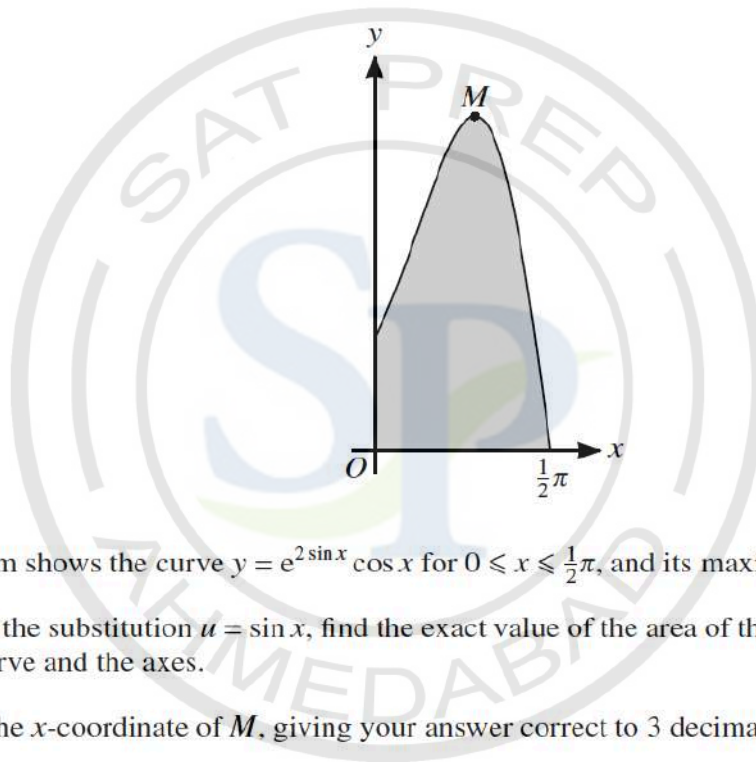 y
SAT PREP
M
SP
O
½π
x
m shows the curve y = e^(2 sin x) cos x for 0 ⩽ x ⩽ ½π, and its max
the substitution u = sin x, find the exact value of the area of th
rve and the axes.
he x-coordinate of M, giving your answer correct to 3 decima
AHMEDABAD